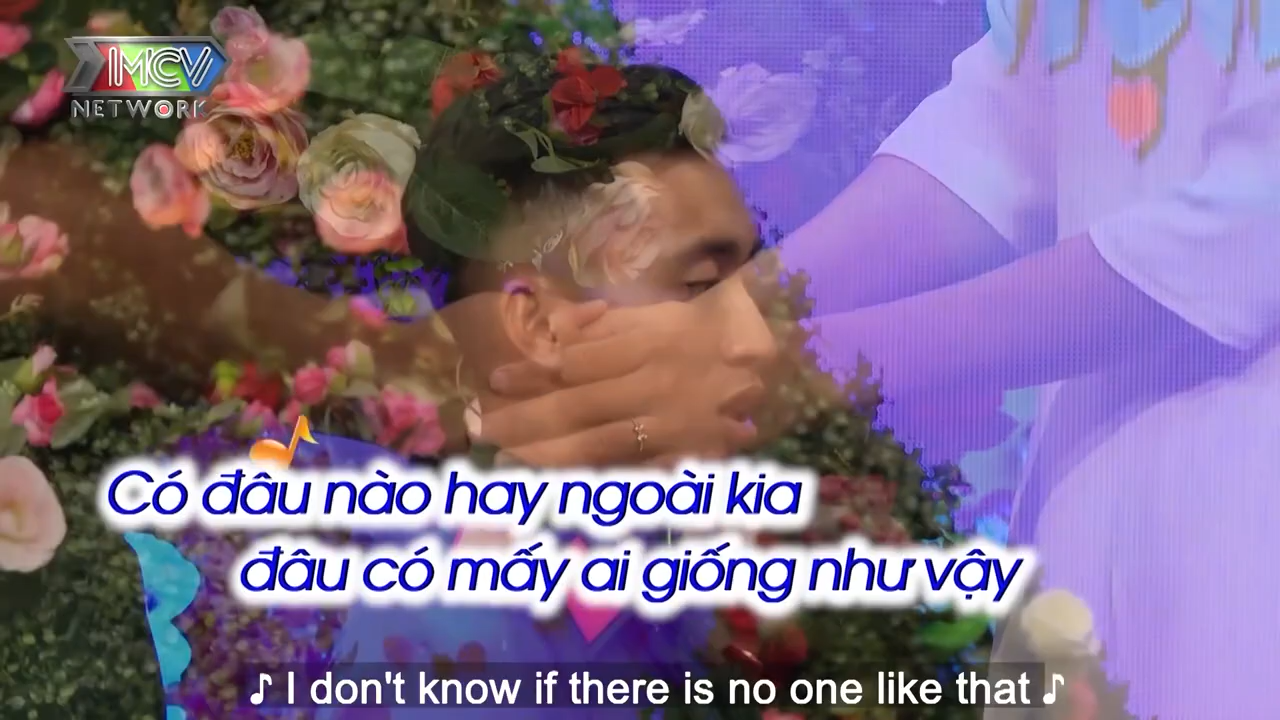 MCV
NETWORK
Có đâu nào hay ngoài kia
đâu có mấy ai giống như vậy
♪ I don't know if there is no one like that ♪